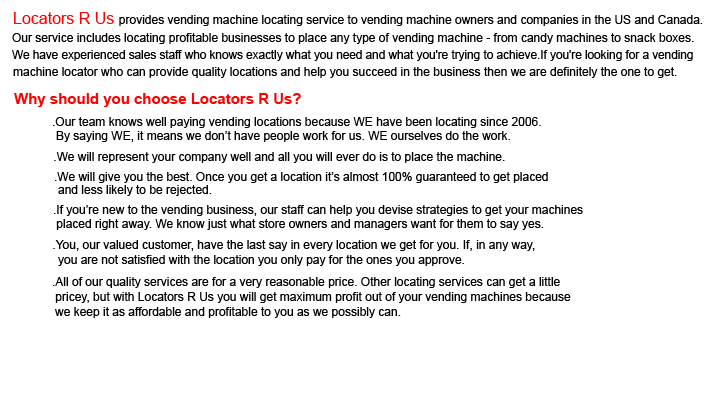 Locators R Us provides vending machine locating service to vending machine owners and companies in the US and Canada.
Our service includes locating profitable businesses to place any type of vending machine - from candy machines to snack boxes.
We have experienced sales staff who knows exactly what you need and what you're trying to achieve.If you're looking for a vending
machine locator who can provide quality locations and help you succeed in the business then we are definitely the one to get.
Why should you choose Locators R Us?
.Our team knows well paying vending locations because WE have been locating since 2006.
By saying WE, it means we don't have people work for us. WE ourselves do the work.
.We will represent your company well and all you will ever do is to place the machine.
.We will give you the best. Once you get a location it's almost 100% guaranteed to get placed
and less likely to be rejected.
.If you're new to the vending business, our staff can help you devise strategies to get your machines
placed right away. We know just what store owners and managers want for them to say yes.
.You, our valued customer, have the last say in every location we get for you. If, in any way,
you are not satisfied with the location you only pay for the ones you approve.
.All of our quality services are for a very reasonable price. Other locating services can get a little
pricey, but with Locators R Us you will get maximum profit out of your vending machines because
we keep it as affordable and profitable to you as we possibly can.